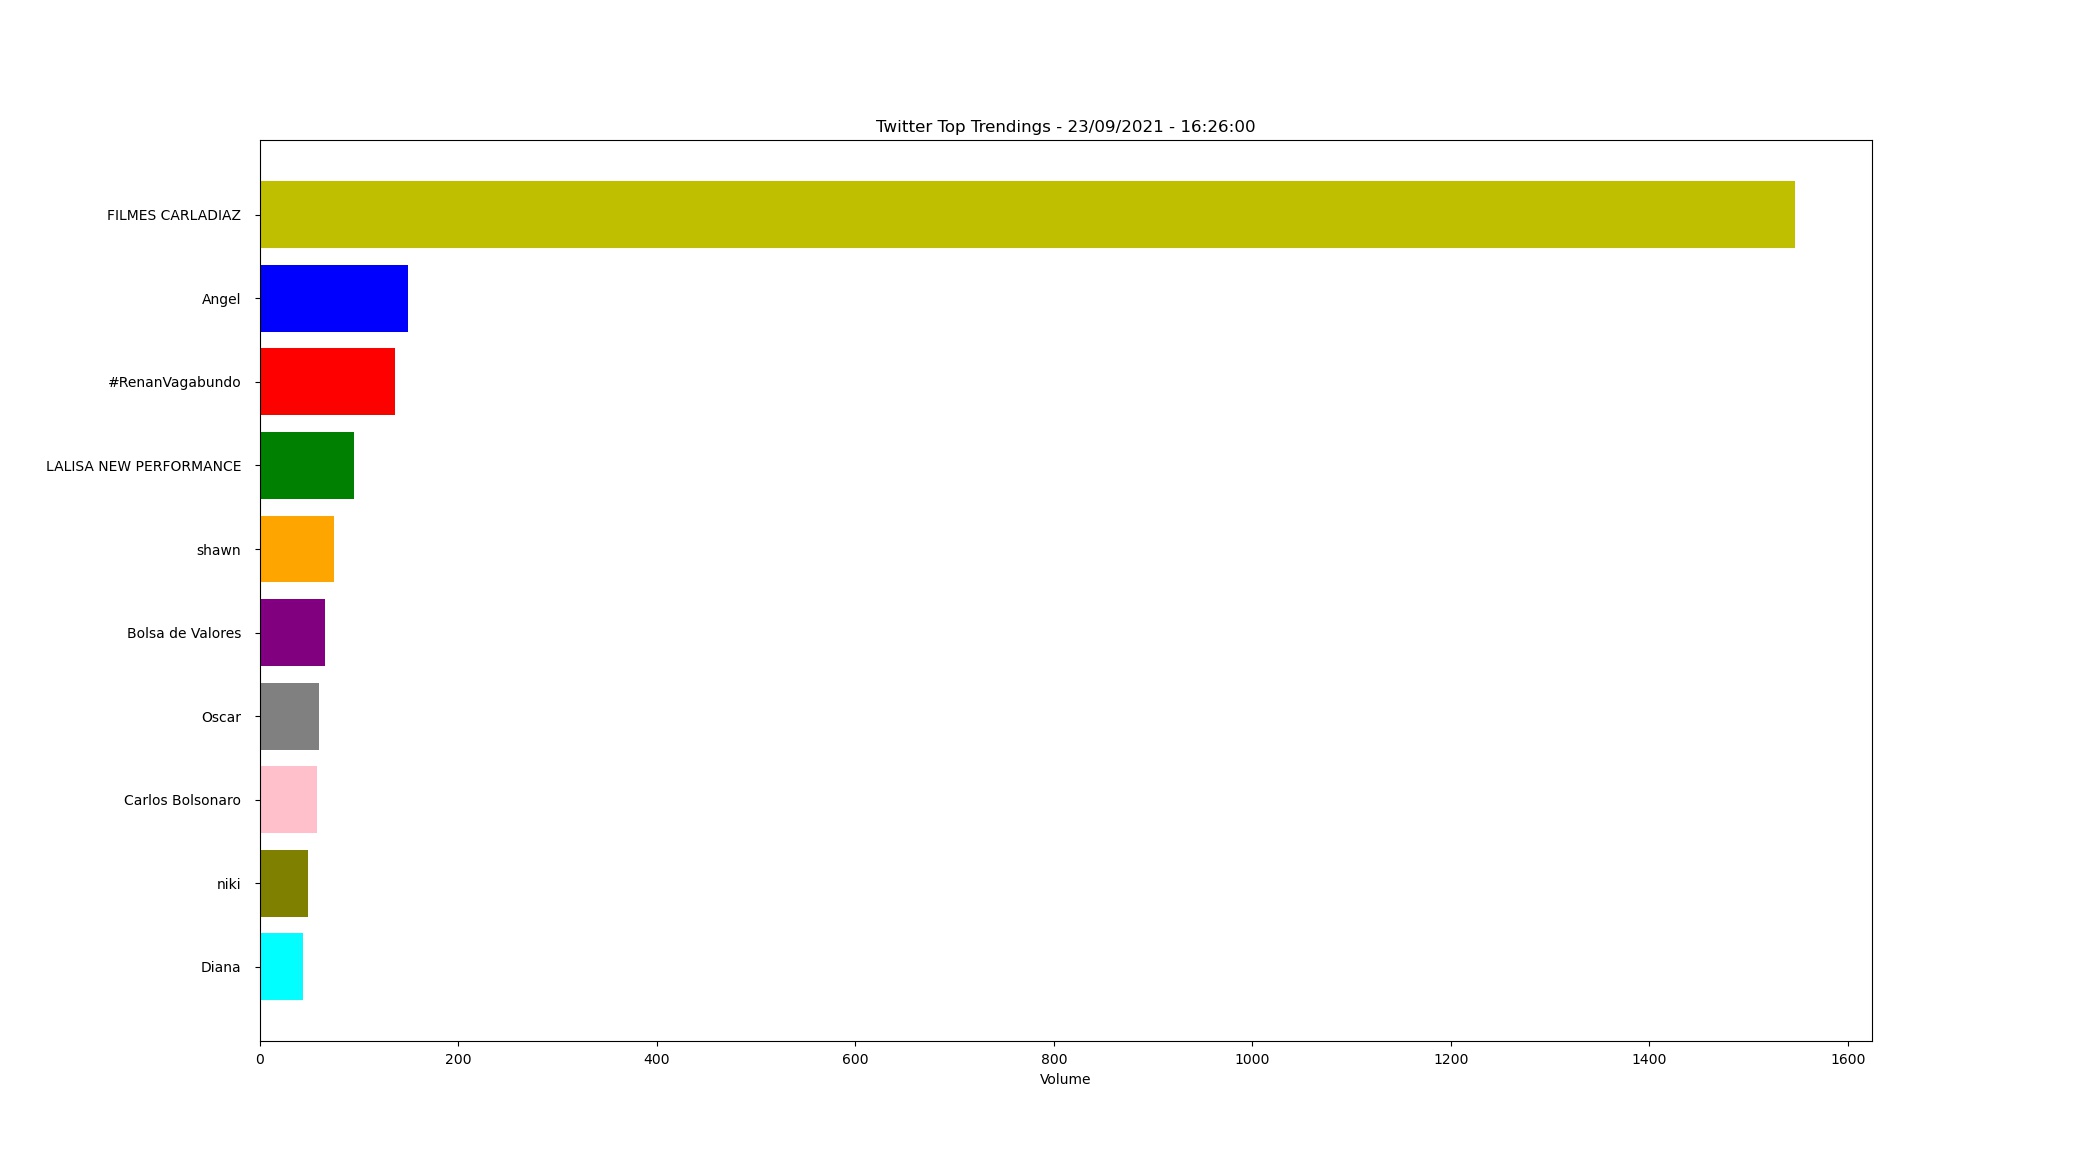 Twitter Top Trendings - 23/09/2021 - 16:26:00
FILMES CARLADIAZ
Angel
#RenanVagabundo
LALISA NEW PERFORMANCE
shawn
Bolsa de Valores
Oscar
Carlos Bolsonaro
niki
Diana
0 200 400 600 800 1000 1200 1400 1600
Volume